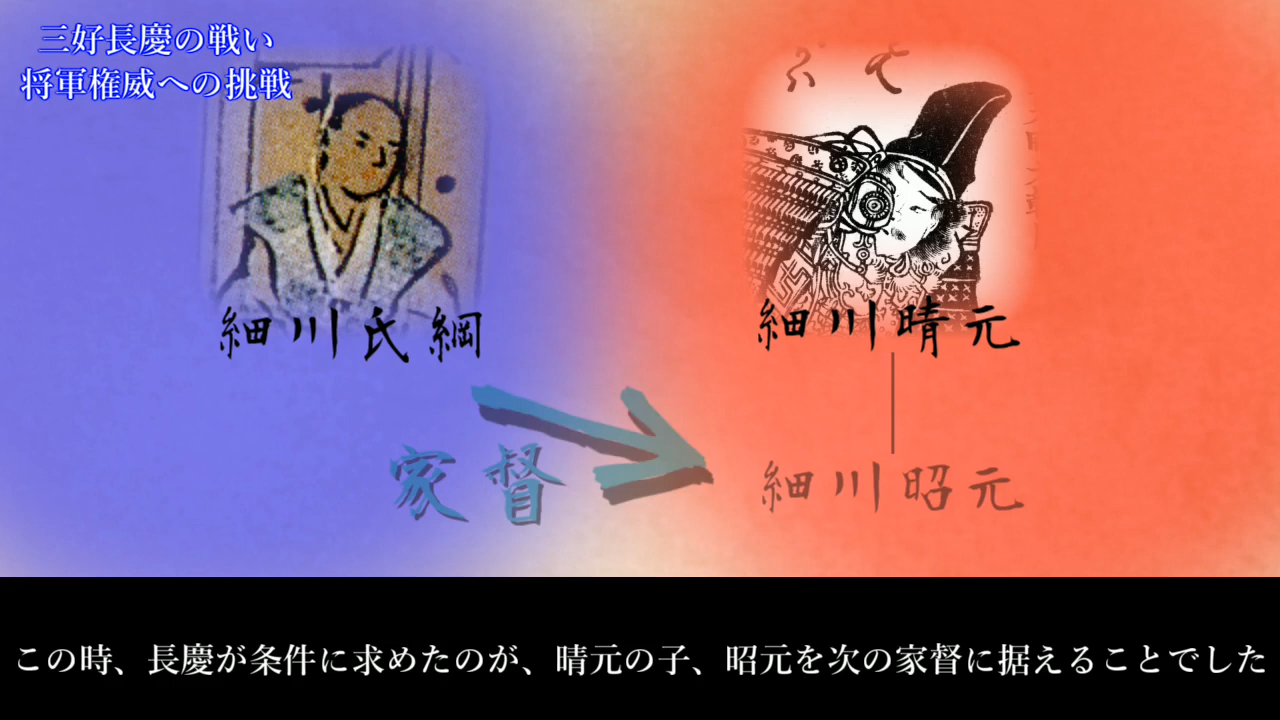 三好長慶の戦い
将軍権威への挑戦
細川氏綱
細川晴元
家督
細川昭元
この時、長慶が条件に求めたのが、晴元の子、昭元を次の家督に据えることでした